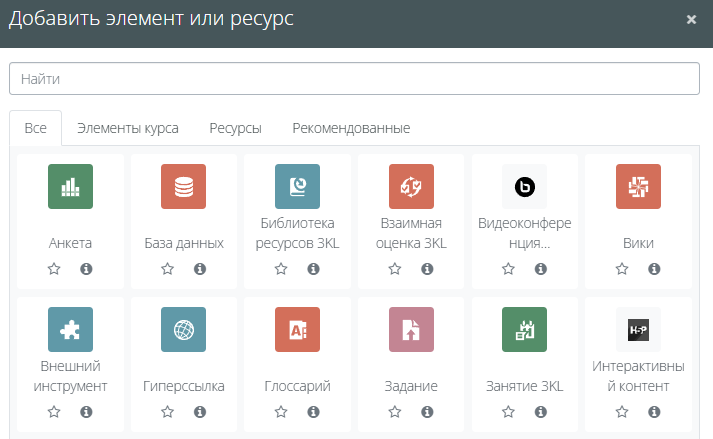 Добавить элемент или ресурс
×
Найти
Все Элементы курса Ресурсы Рекомендованные
Анкета
База данных
Библиотека
ресурсов 3KL
Взаимная
оценка 3KL
Видеоконфере
нция...
Вики
Внешний
инструмент
Гиперссылка
Глоссарий
Задание
Занятие 3KL
H5P
Интерактивны
й контент